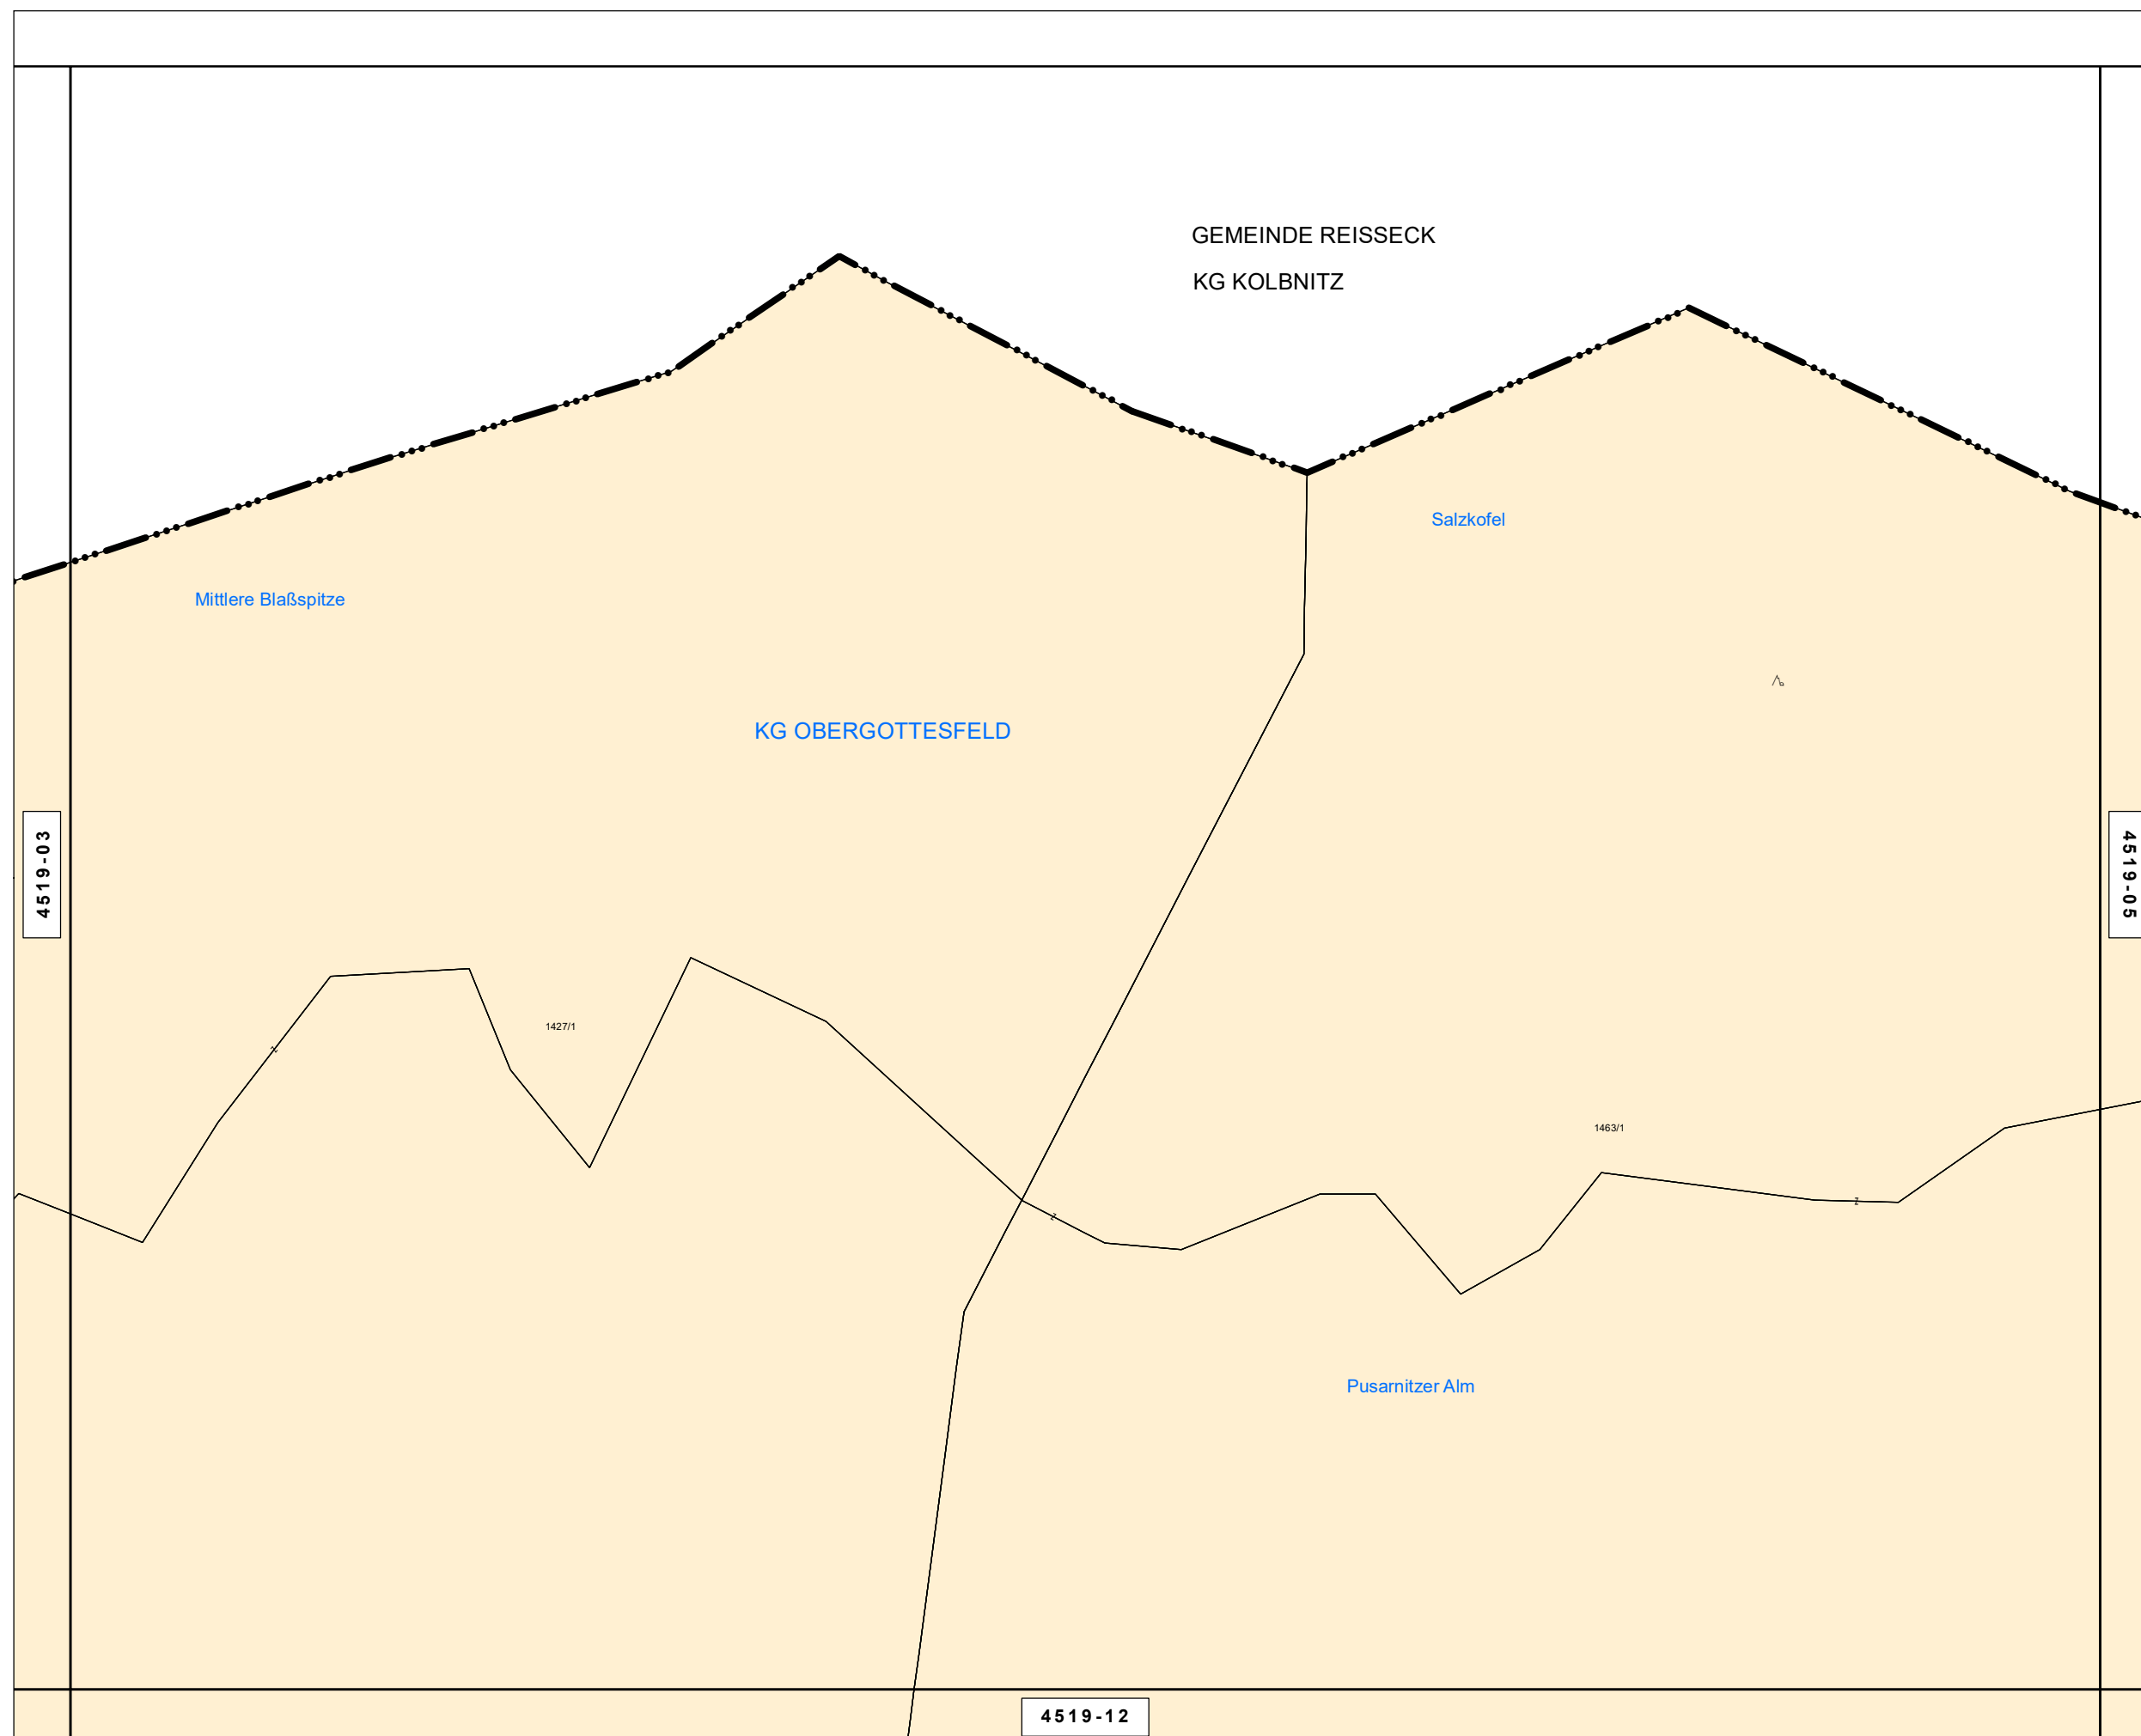 GEMEINDE REISSECK
KG KOLBNITZ
Salzkofel
Mittlere Blaßspitze
KG OBERGOTTESFELD
4519-03
4519-05
1427/1
1463/1
Pusarnitzer Alm
4519-12